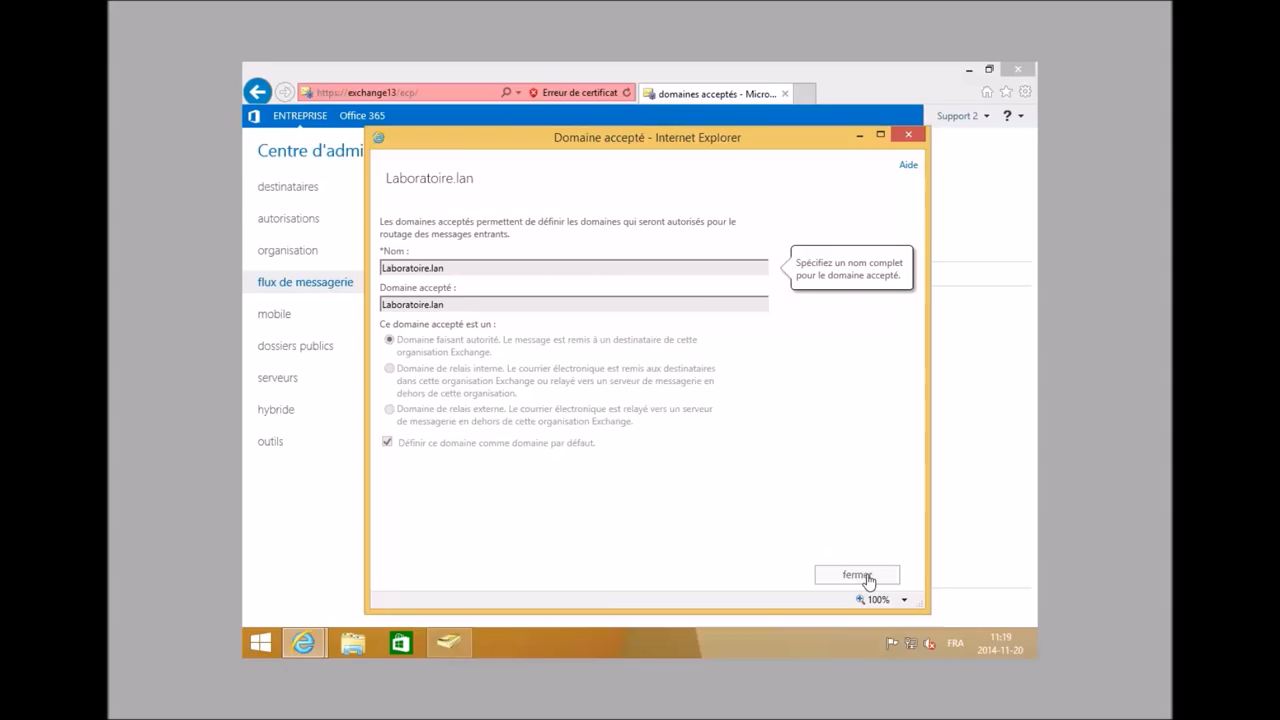 https://exchange13/ecp/
Erreur de certificat
domaines acceptés - Micro...
ENTREPRISE
Office 365
Support 2
?
Domaine accepté - Internet Explorer
Centre d'admi
Aide
Laboratoire.lan
destinataires
autorisations
organisation
flux de messagerie
mobile
dossiers publics
serveurs
hybride
outils
Les domaines acceptés permettent de définir les domaines qui seront autorisés pour le
routage des messages entrants.
*Nom :
Laboratoire.lan
Spécifiez un nom complet
pour le domaine accepté.
Domaine accepté :
Laboratoire.lan
Ce domaine accepté est un :
Domaine faisant autorité. Le message est remis à un destinataire de cette
organisation Exchange.
Domaine de relais interne. Le courrier électronique est remis aux destinataires
dans cette organisation Exchange ou relayé vers un serveur de messagerie en
dehors de cette organisation.
Domaine de relais externe. Le courrier électronique est relayé vers un serveur
de messagerie en dehors de cette organisation Exchange.
Définir ce domaine comme domaine par défaut.
fermer
100%
FRA
11:19
2014-11-20